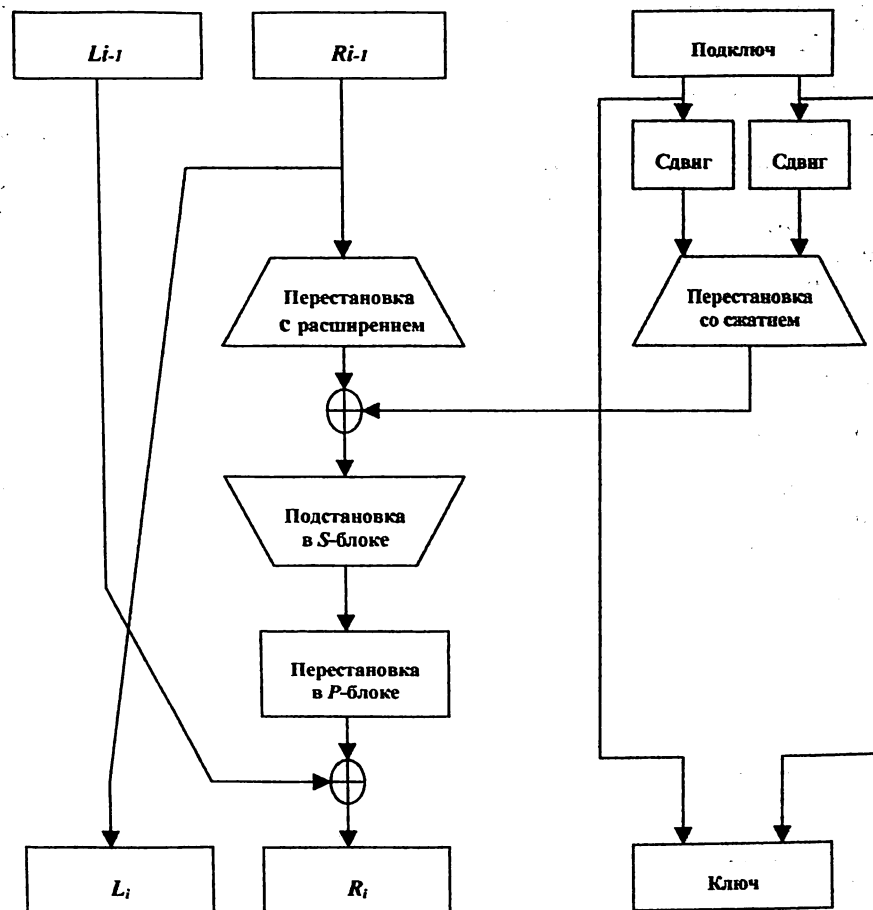 Li-1
Ri-1
Подключ
Сдвиг
Сдвиг
Перестановка
с расширением
Перестановка
со сжатием
Подстановка
в S-блоке
Перестановка
в P-блоке
Li
Ri
Ключ